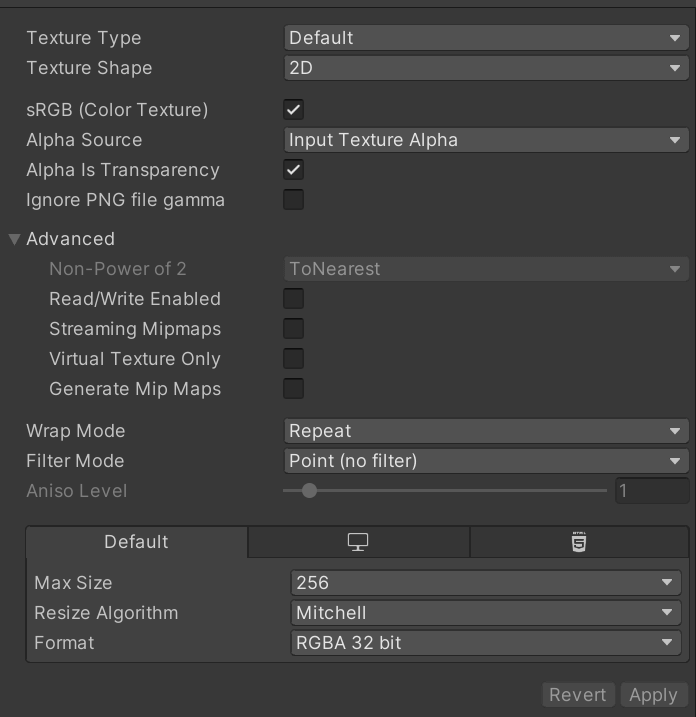 Texture Type Default
Texture Shape 2D
sRGB (Color Texture)
Alpha Source Input Texture Alpha
Alpha Is Transparency
Ignore PNG file gamma
Advanced
Non-Power of 2 ToNearest
Read/Write Enabled
Streaming Mipmaps
Virtual Texture Only
Generate Mip Maps
Wrap Mode Repeat
Filter Mode Point (no filter)
Aniso Level 1
Default HTML 5
Max Size 256
Resize Algorithm Mitchell
Format RGBA 32 bit
Revert Apply